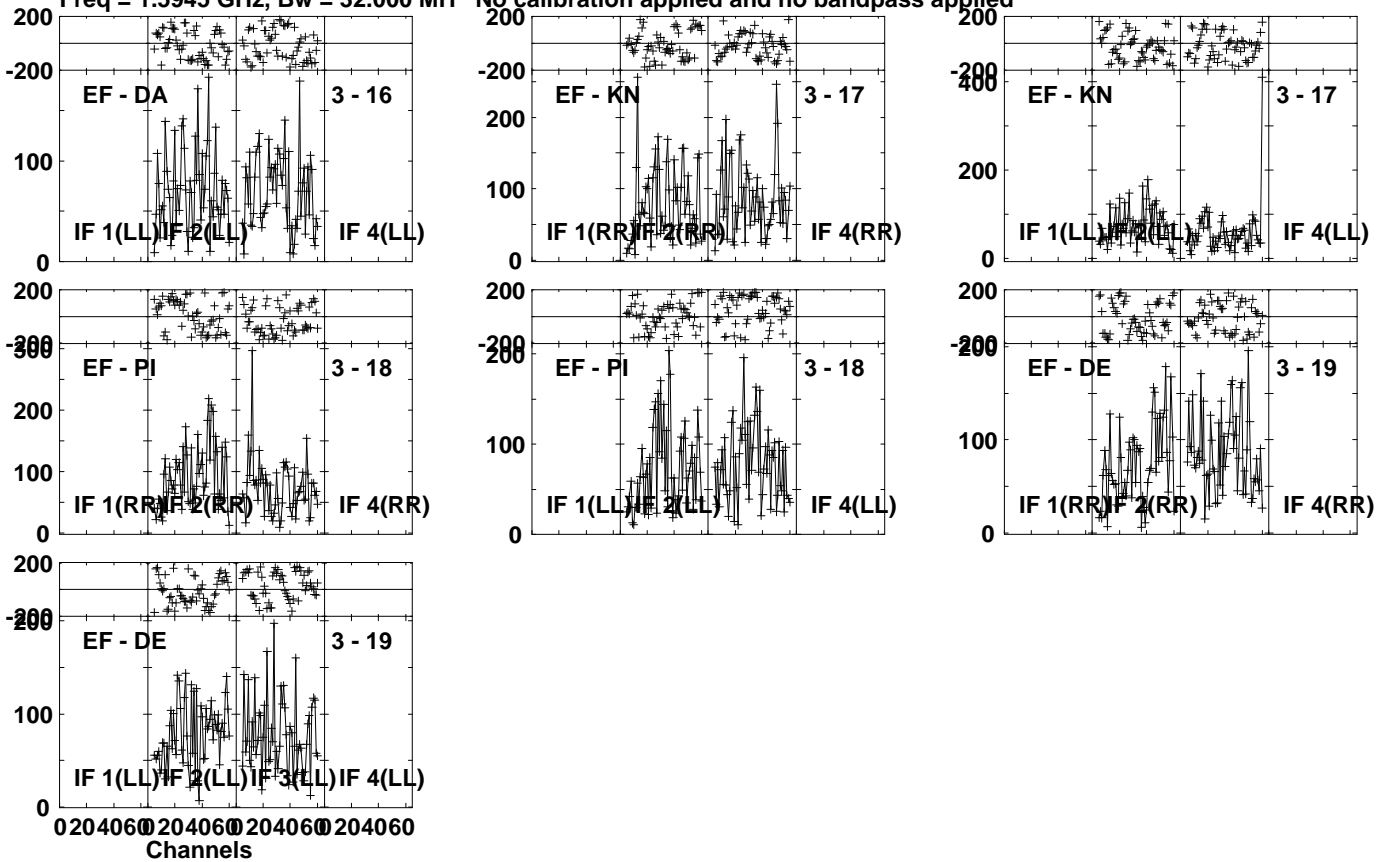 Freq = 1.5945 GHz, Bw = 32.000 MH No calibration applied and no bandpass applied
200 200 200
-200 -200 -200
EF - DA 3 - 16 EF - KN 3 - 17 EF - KN 3 - 17
100 200 400
0 100 200
0 0
IF 1(LL) IF 2(LL) IF 4(LL) IF 1(RR) IF 2(RR) IF 4(RR) IF 1(LL) IF 2(LL) IF 4(LL)
200 200 200
-200 -200 -200
300 200 200
EF - PI 3 - 18 EF - PI 3 - 18 EF - DE 3 - 19
200 100 100
100
IF 1(RR) IF 2(RR) IF 4(RR) IF 1(LL) IF 2(LL) IF 4(LL) IF 1(RR) IF 2(RR) IF 4(RR)
0 0 0
200
-200
200
EF - DE 3 - 19
100
IF 1(LL) IF 2(LL) IF 3(LL) IF 4(LL)
0
0 20 40 60 0 20 40 60 0 20 40 60 0 20 40 60
Channels